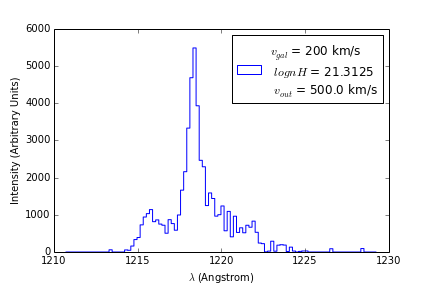 6000
5000
4000
3000
2000
1000
0
Intensity (Arbitrary Units)
v_gal = 200 km/s
lognH = 21.3125
v_out = 500.0 km/s
1210 1215 1220 1225 1230
λ (Angstrom)